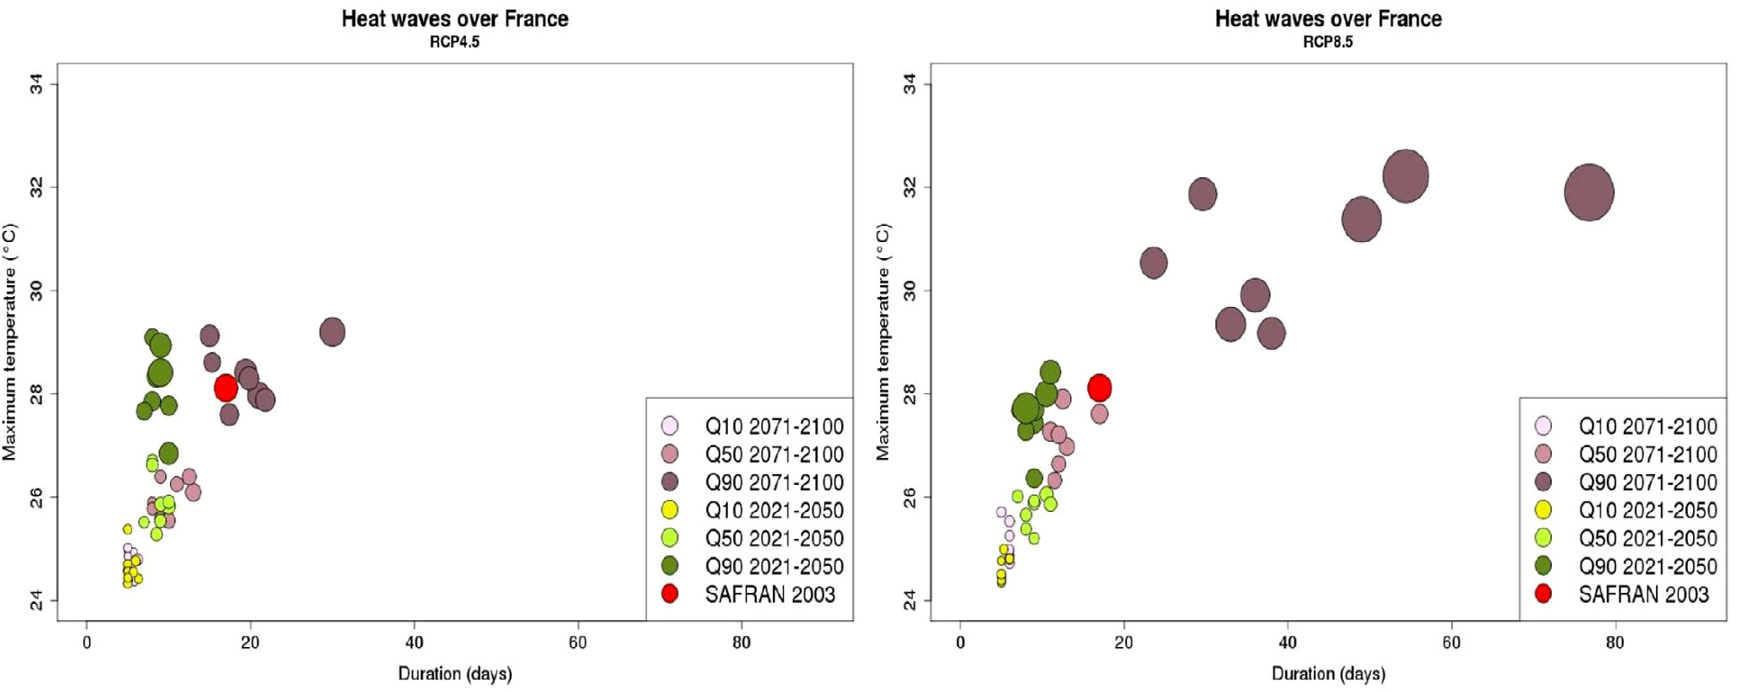 Heat waves over France
RCP4.5
34
32
30
28
26
24
Maximum temperature (°C)
0 20 40 60 80
Duration (days)
Q10 2071-2100
Q50 2071-2100
Q90 2071-2100
Q10 2021-2050
Q50 2021-2050
Q90 2021-2050
SAFRAN 2003
Heat waves over France
RCP8.5
34
32
30
28
26
24
Maximum temperature (°C)
0 20 40 60 80
Duration (days)
Q10 2071-2100
Q50 2071-2100
Q90 2071-2100
Q10 2021-2050
Q50 2021-2050
Q90 2021-2050
SAFRAN 2003